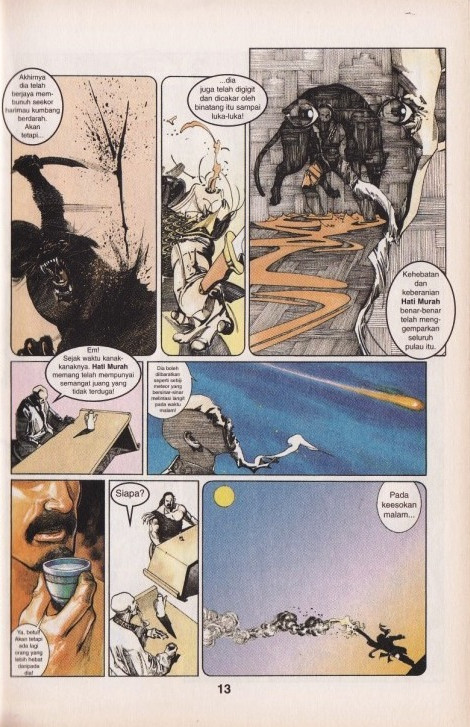 Akhirnya
dia telah
berjaya mem-
bunuh seekor
harimau kumbang
berdarah.
Akan
tetapi...
...dia
juga telah digigit
dan dicakar oleh
binatang itu sampai
luka-luka!
Kehebatan
dan
keberanian
Hati Murah
benar-benar
telah meng-
gemparkan
seluruh
pulau itu.
Em!
Sejak waktu kanak-
kanaknya. Hati Murah
memang telah mempunyai
semangat juang yang
tidak terduga!
Dia boleh
diibaratkan
seperti sebiji
meteor yang
bersinar-sinar
melintasi langit
pada waktu
malam!
Ya, betul!
Akan tetapi
ada lagi
orang yang
lebih hebat
daripada
dia!
Siapa?
Pada
keesokan
malam...
13